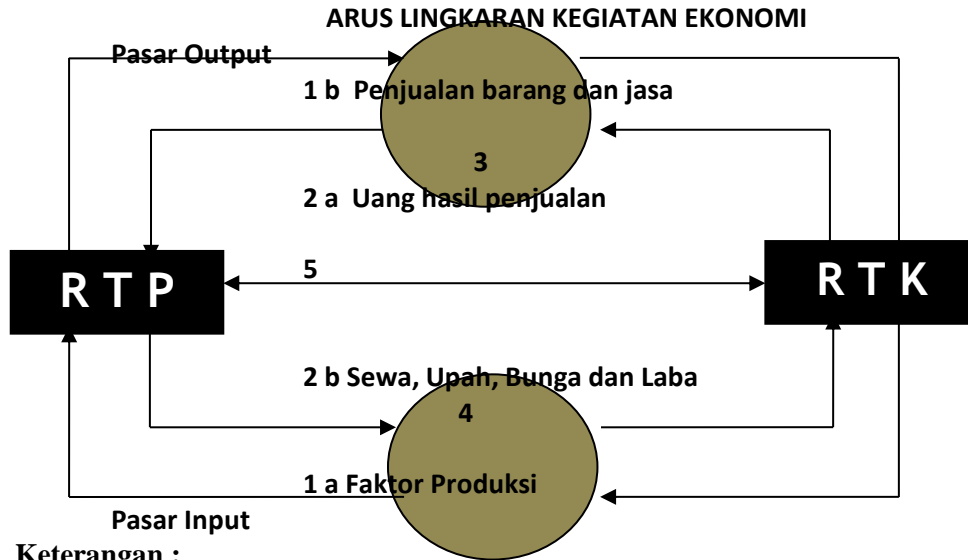 ARUS LINGKARAN KEGIATAN EKONOMI
Pasar Output
1 b Penjualan barang dan jasa
3
2 a Uang hasil penjualan
R T P
5
R T K
2 b Sewa, Upah, Bunga dan Laba
4
1 a Faktor Produksi
Pasar Input
Keterangan :